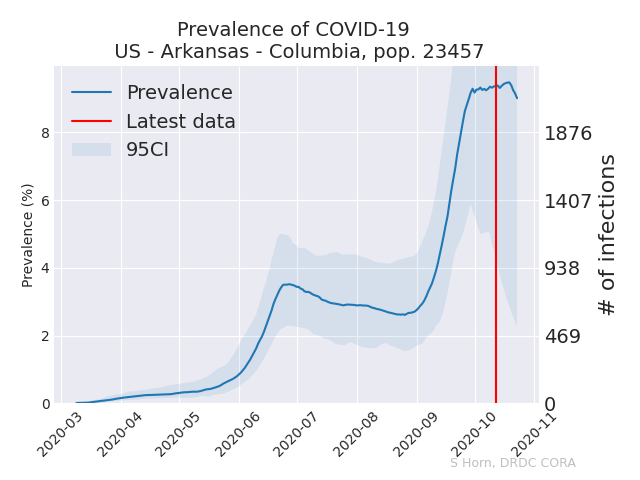 Prevalence of COVID-19
US - Arkansas - Columbia, pop. 23457
Prevalence
Latest data
95CI
Prevalence (%)
8
6
4
2
0
1876
1407
938
469
0
# of infections
2020-03
2020-04
2020-05
2020-06
2020-07
2020-08
2020-09
2020-10
2020-11
S Horn, DRDC CORA